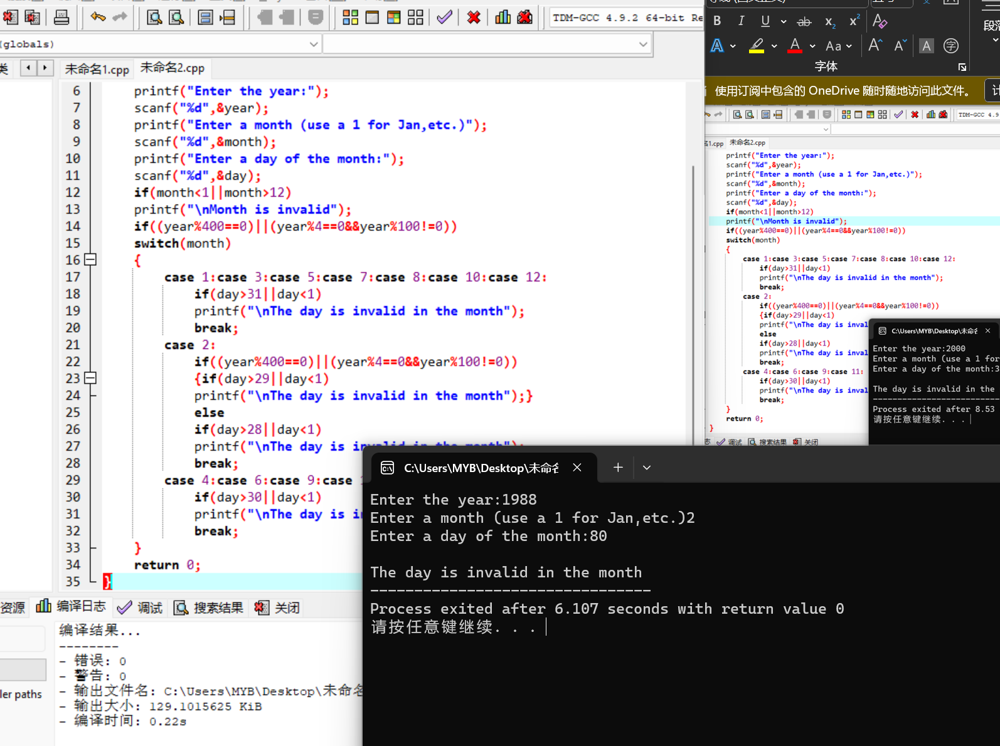 TDM-GCC 4.9.2 64-bit Re
(globals)
类
未命名1.cpp
未命名2.cpp
6 printf("Enter the year:");
7 scanf("%d",&year);
8 printf("Enter a month (use a 1 for Jan,etc.)");
9 scanf("%d",&month);
10 printf("Enter a day of the month:");
11 scanf("%d",&day);
12 if(month<1||month>12)
13 printf("\nMonth is invalid");
14 if((year%400==0)||(year%4==0&&year%100!=0))
15 switch(month)
16 {
17 case 1:case 3:case 5:case 7:case 8:case 10:case 12:
18 if(day>31||day<1)
19 printf("\nThe day is invalid in the month");
20 break;
21 case 2:
22 if((year%400==0)||(year%4==0&&year%100!=0))
23 {if(day>29||day<1)
24 printf("\nThe day is invalid in the month");}
25 else
26 if(day>28||day<1)
27 printf("\nThe day is invalid in the month");
28 break;
29 case 4:case 6:case 9:case
30 if(day>30||day<1)
31 printf("\nThe day is i
32 break;
33 }
34 return 0;
35 }
资源
编译日志
调试
搜索结果
关闭
编译结果...
--------
- 错误: 0
- 警告: 0
- 输出文件名: C:\Users\MYB\Desktop\未命名
- 输出大小: 129.1015625 KiB
- 编译时间: 0.22s
ler paths
C:\Users\MYB\Desktop\未命名
Enter the year:1988
Enter a month (use a 1 for Jan,etc.)2
Enter a day of the month:80
The day is invalid in the month
--------------------------------
Process exited after 6.107 seconds with return value 0
请按任意键继续. . .
B I U ab x₂ x² A
A A Aa A A A 字
段落
字体
使用订阅中包含的 OneDrive 随时随地访问此文件。
TDM-GCC 4.9
名1.cpp
未命名2.cpp
printf("Enter the year:");
scanf("%d",&year);
printf("Enter a month (use a 1 for Jan,etc.)");
scanf("%d",&month);
printf("Enter a day of the month:");
scanf("%d",&day);
if(month<1||month>12)
printf("\nMonth is invalid");
if((year%400==0)||(year%4==0&&year%100!=0))
switch(month)
{
case 1:case 3:case 5:case 7:case 8:case 10:case 12:
if(day>31||day<1)
printf("\nThe day is invalid in the month");
break;
case 2:
if((year%400==0)||(year%4==0&&year%100!=0))
{if(day>29||day<1)
printf("\nThe day is inval
else
if(day>28||day<1)
printf("\nThe day is inval
break;
case 4:case 6:case 9:case 11:
if(day>30||day<1)
printf("\nThe day is inval
break;
}
return 0;
}
志
调试
搜索结果
关闭
C:\Users\MYB\Desktop\未命名
Enter the year:2000
Enter a month (use a 1 for
Enter a day of the month:3
The day is invalid in the
Process exited after 8.53
请按任意键继续. . .